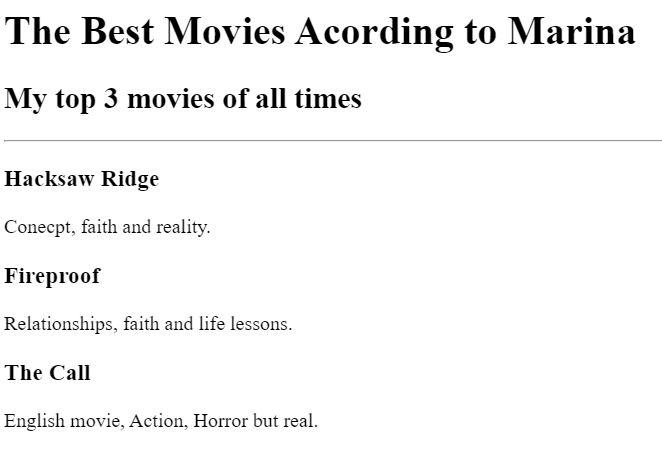 The Best Movies Acording to Marina
My top 3 movies of all times
Hacksaw Ridge
Conecpt, faith and reality.
Fireproof
Relationships, faith and life lessons.
The Call
English movie, Action, Horror but real.